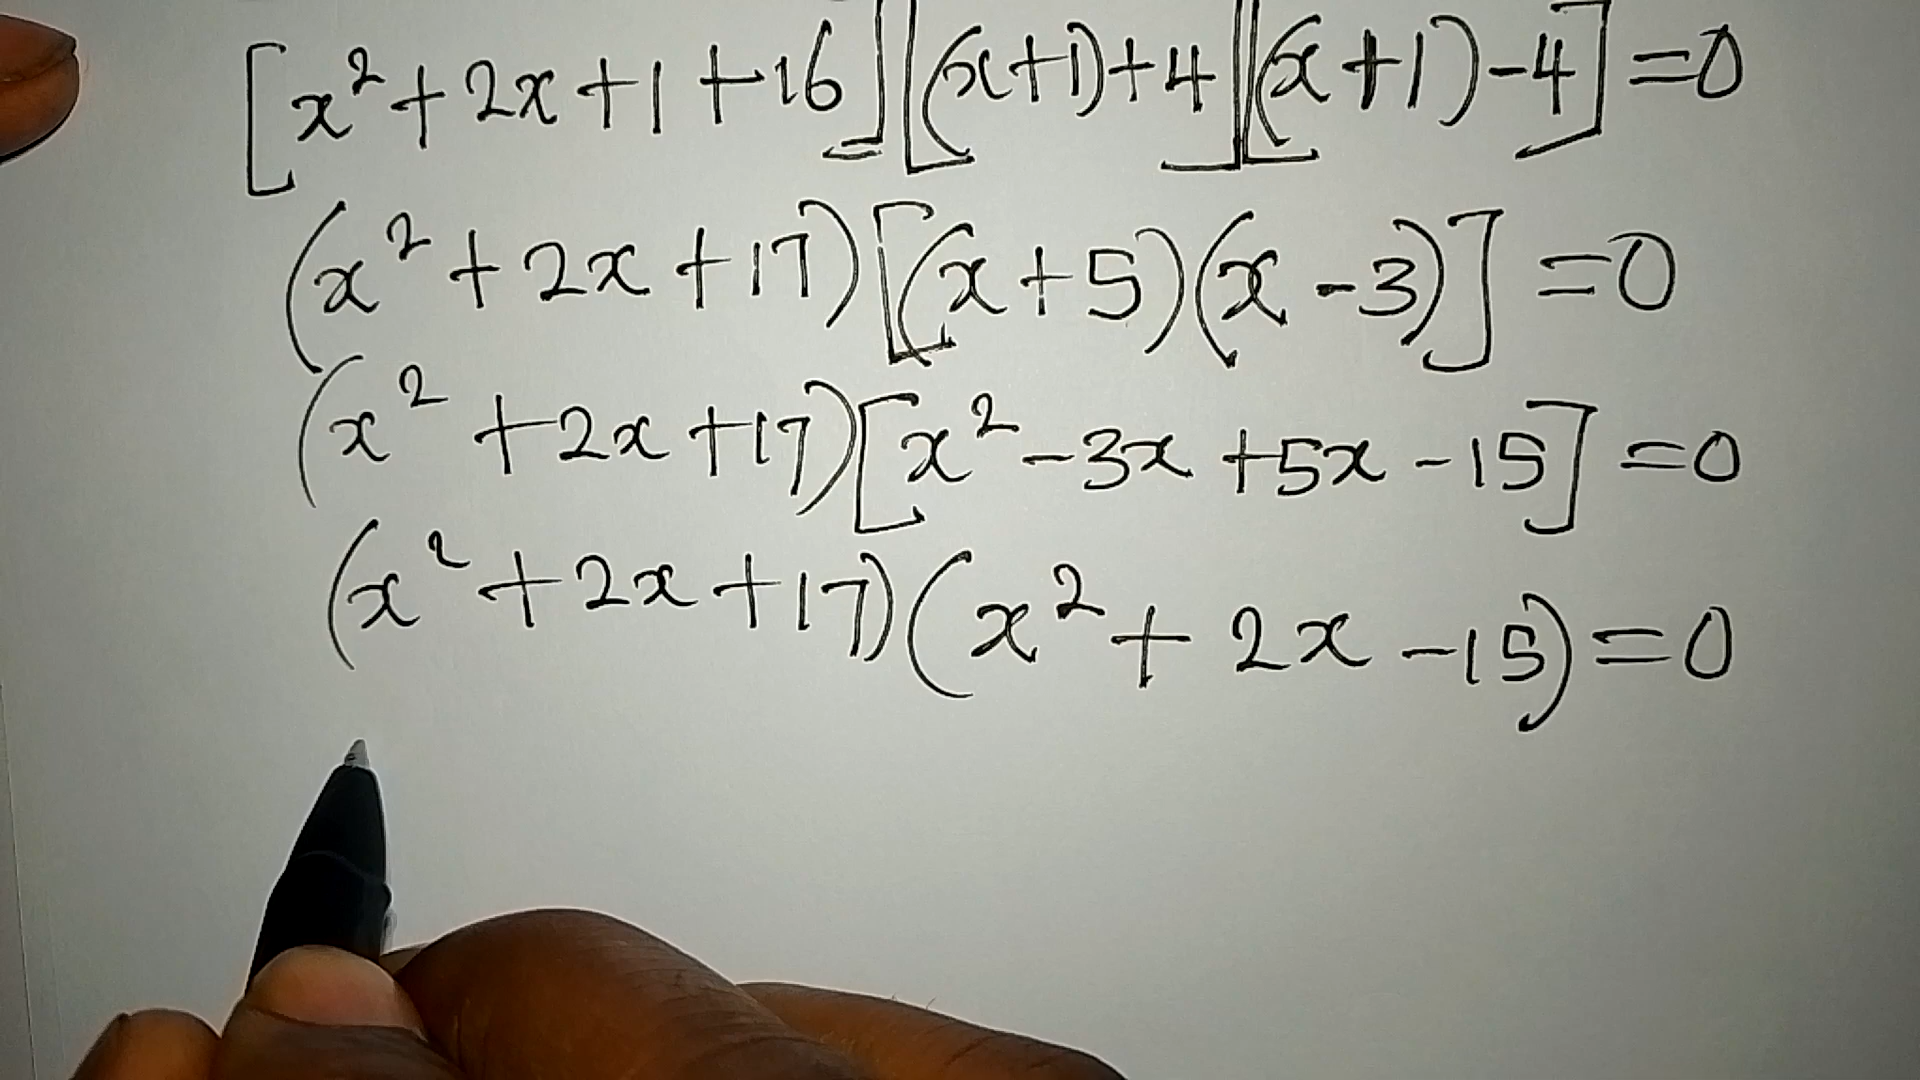 [x² + 2x + 1 + 16][(x+1)+4][(x+1)-4] = 0
(x² + 2x + 17)[(x+5)(x-3)] = 0
(x² + 2x + 17)[x² - 3x + 5x - 15] = 0
(x² + 2x + 17)(x² + 2x - 15) = 0